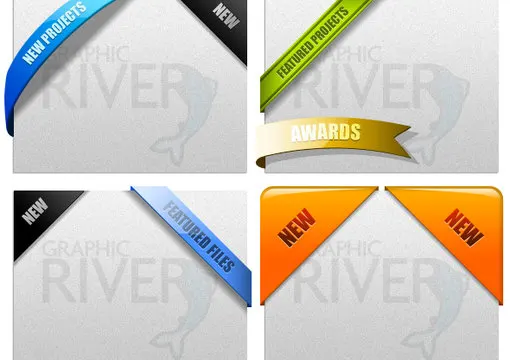 NEW PROJECTS
NEW
GRAPHIC
RIVER
FEATURED PROJECTS
GRAPHIC
RIVER
AWARDS
NEW
FEATURED FILES
GRAPHIC
RIVER
NEW
NEW
GRAPHIC
RIVER